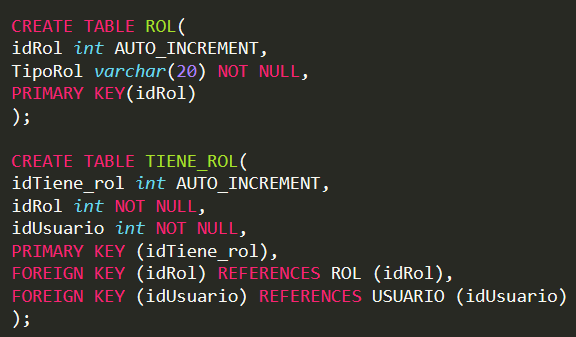 CREATE TABLE ROL(
idRol int AUTO_INCREMENT,
TipoRol varchar(20) NOT NULL,
PRIMARY KEY(idRol)
);
CREATE TABLE TIENE_ROL(
idTiene_rol int AUTO_INCREMENT,
idRol int NOT NULL,
idUsuario int NOT NULL,
PRIMARY KEY (idTiene_rol),
FOREIGN KEY (idRol) REFERENCES ROL (idRol),
FOREIGN KEY (idUsuario) REFERENCES USUARIO (idUsuario)
);